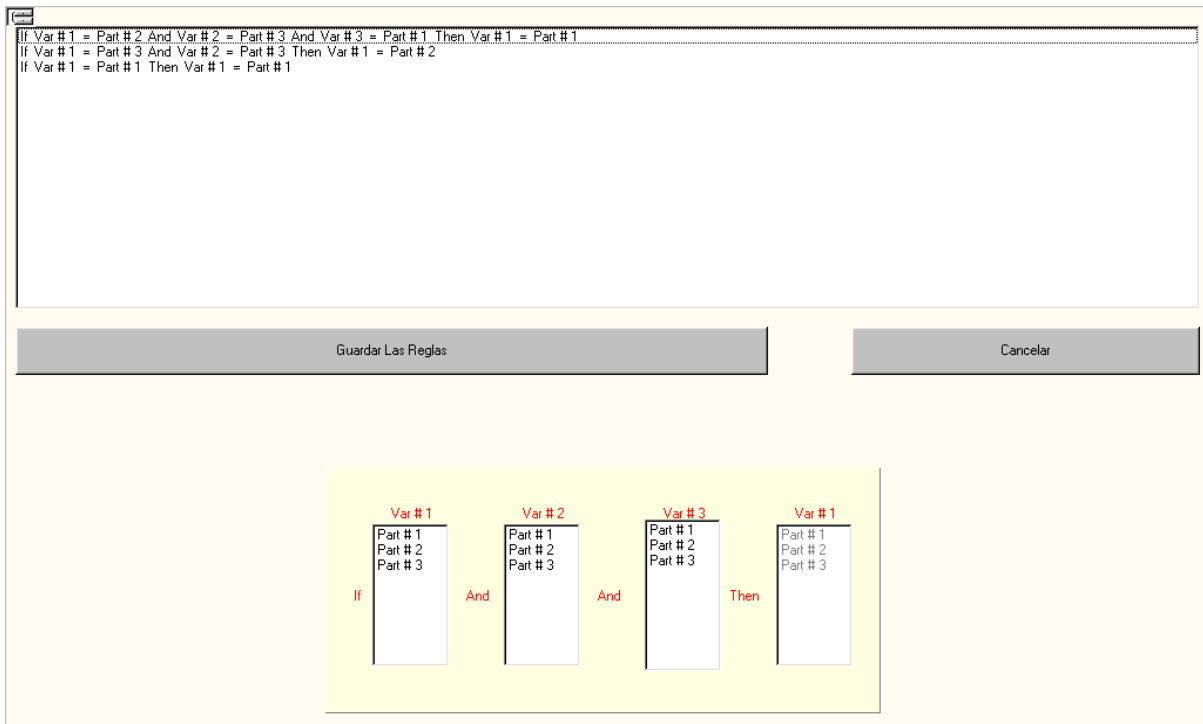 If Var # 1 = Part # 2 And Var # 2 = Part # 3 And Var # 3 = Part # 1 Then Var # 1 = Part # 1
If Var # 1 = Part # 3 And Var # 2 = Part # 3 Then Var # 1 = Part # 2
If Var # 1 = Part # 1 Then Var # 1 = Part # 1
Guardar Las Reglas Cancelar
Var # 1 Var # 2 Var # 3 Var # 1
Part # 1 Part # 1 Part # 1 Part # 1
Part # 2 Part # 2 Part # 2 Part # 2
Part # 3 Part # 3 Part # 3 Part # 3
If And And Then